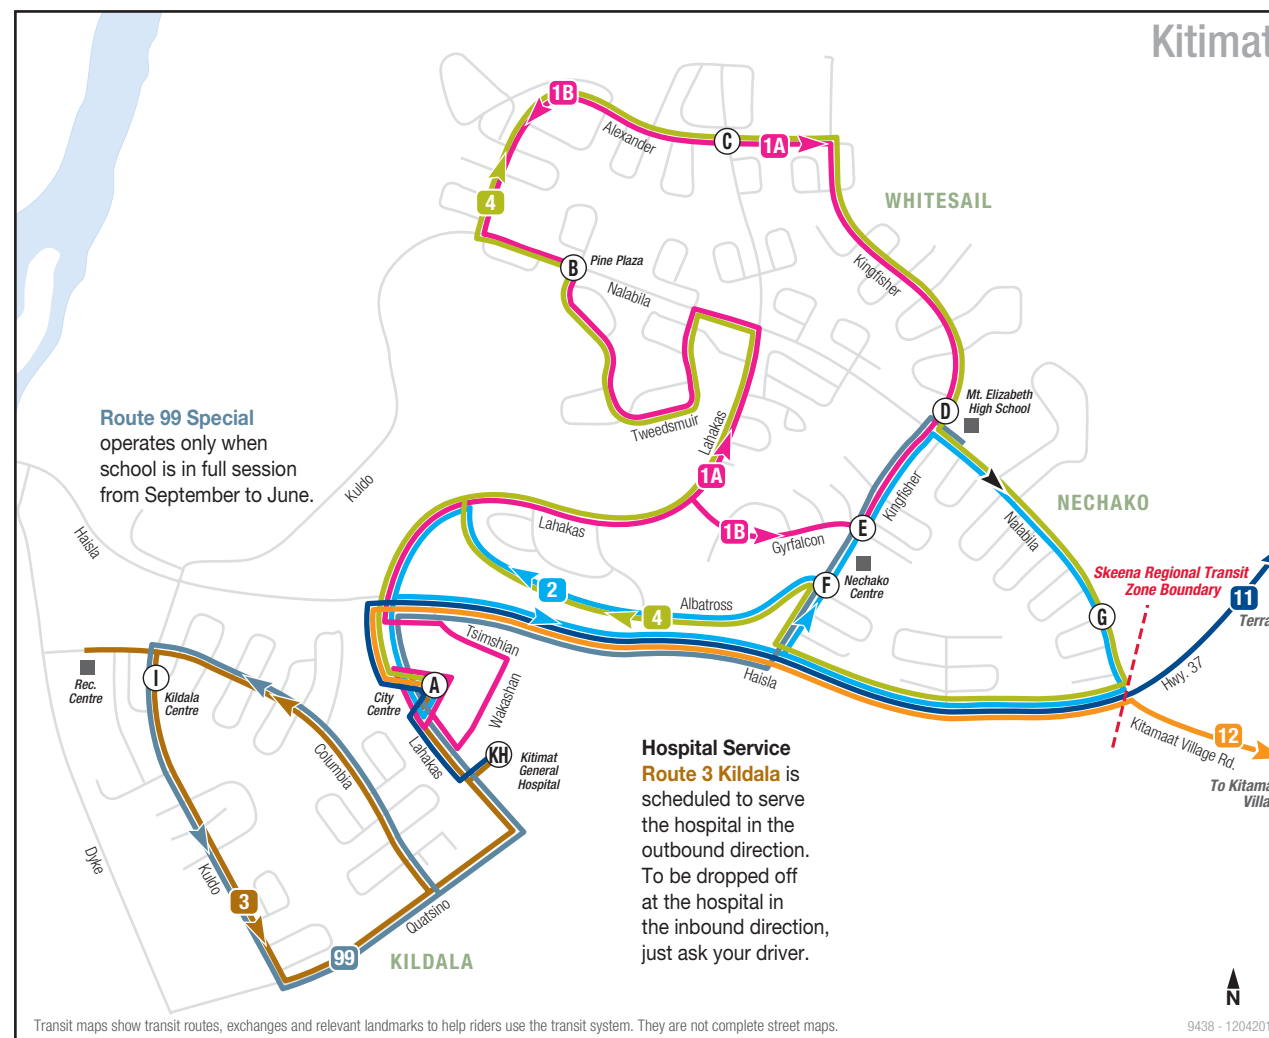 Kitimat
1B
Alexander
C
1A
4
WHITESAIL
B
Pine Plaza
Nalabila
Kingfisher
Mt. Elizabeth
High School
D
Tweedsmuir
Lahakas
Route 99 Special
operates only when
school is in full session
from September to June.
Kuldo
1A
Kingfisher
NECHAKO
Haisla
Lahakas
1B
Gyrfalcon
E
Nalabila
Nechako
Centre
F
Skeena Regional Transit
Zone Boundary
2
4
Albatross
11
G
Tsimshian
Haisla
Hwy. 37
Rec.
Centre
I
Kildala
Centre
City
Centre
A
Wakashan
Kitamaat Village Rd.
12
Columbia
Lahakas
KH
Kitimat
General
Hospital
Hospital Service
Route 3 Kildala is
scheduled to serve
the hospital in the
outbound direction.
To be dropped off
at the hospital in
the inbound direction,
just ask your driver.
To Kitama
Villa
Terra
Dyke
Kuldo
3
Quatsino
99
KILDALA
N
Transit maps show transit routes, exchanges and relevant landmarks to help riders use the transit system. They are not complete street maps.
9438 - 1204201